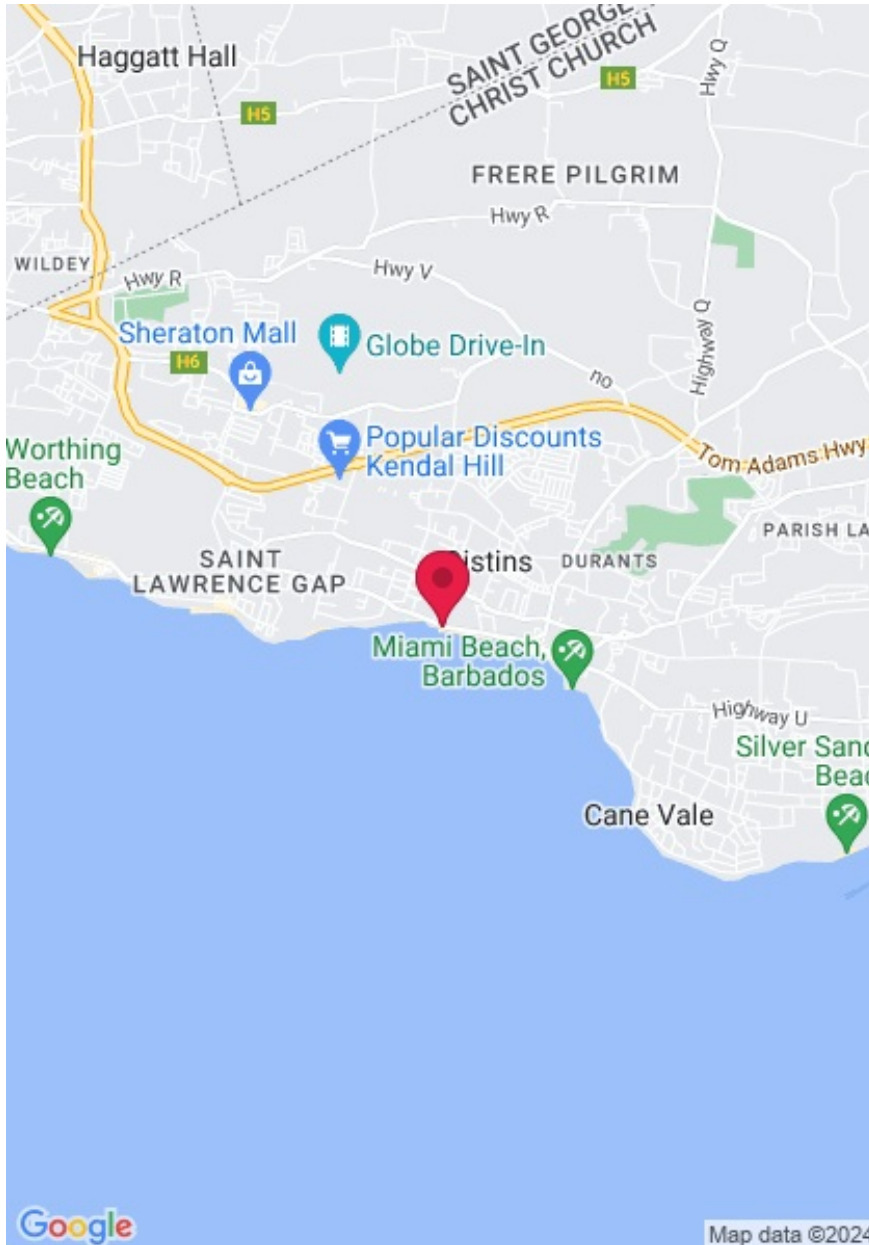 Haggatt Hall
SAINT GEORGE
CHRIST CHURCH
H5
H5
Hwy Q
FRERE PILGRIM
Hwy R
WILDEY
Hwy R
Hwy V
Sheraton Mall
Globe Drive-In
H6
no
Highway Q
Worthing
Beach
Popular Discounts
Kendal Hill
Tom Adams Hwy
PARISH LA
SAINT
LAWRENCE GAP
istins
DURANTS
Miami Beach,
Barbados
Highway U
Silver Sand
Beac
Cane Vale
Google
Map data ©2024